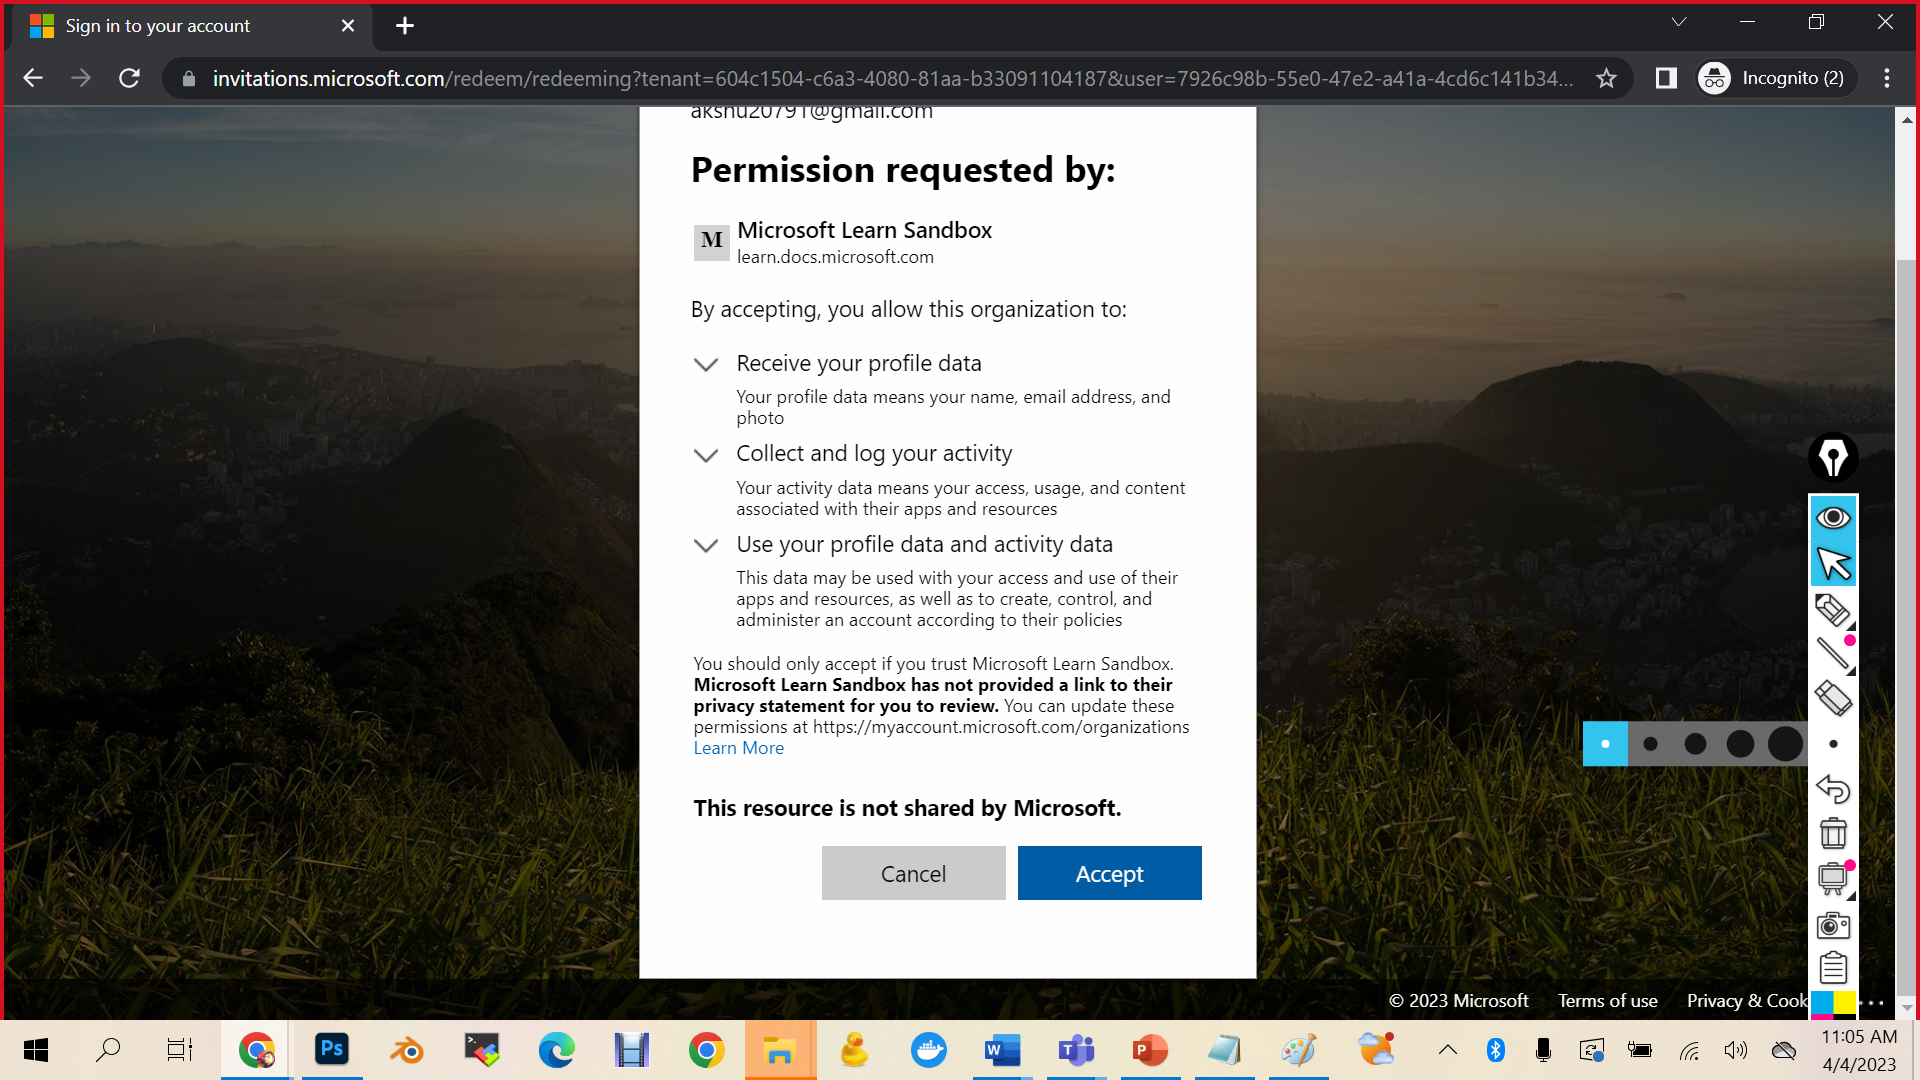 Sign in to your account
invitations.microsoft.com/redeem/redeeming?tenant=604c1504-c6a3-4080-81aa-b33091104187&user=7926c98b-55e0-47e2-a41a-4cd6c141b34...
Incognito (2)
akshu20791@gmail.com
Permission requested by:
M
Microsoft Learn Sandbox
learn.docs.microsoft.com
By accepting, you allow this organization to:
Receive your profile data
Your profile data means your name, email address, and
photo
Collect and log your activity
Your activity data means your access, usage, and content
associated with their apps and resources
Use your profile data and activity data
This data may be used with your access and use of their
apps and resources, as well as to create, control, and
administer an account according to their policies
You should only accept if you trust Microsoft Learn Sandbox.
Microsoft Learn Sandbox has not provided a link to their
privacy statement for you to review. You can update these
permissions at https://myaccount.microsoft.com/organizations
Learn More
This resource is not shared by Microsoft.
Cancel
Accept
© 2023 Microsoft
Terms of use
Privacy & Cook
...
Ps
W
T
P
11:05 AM
4/4/2023